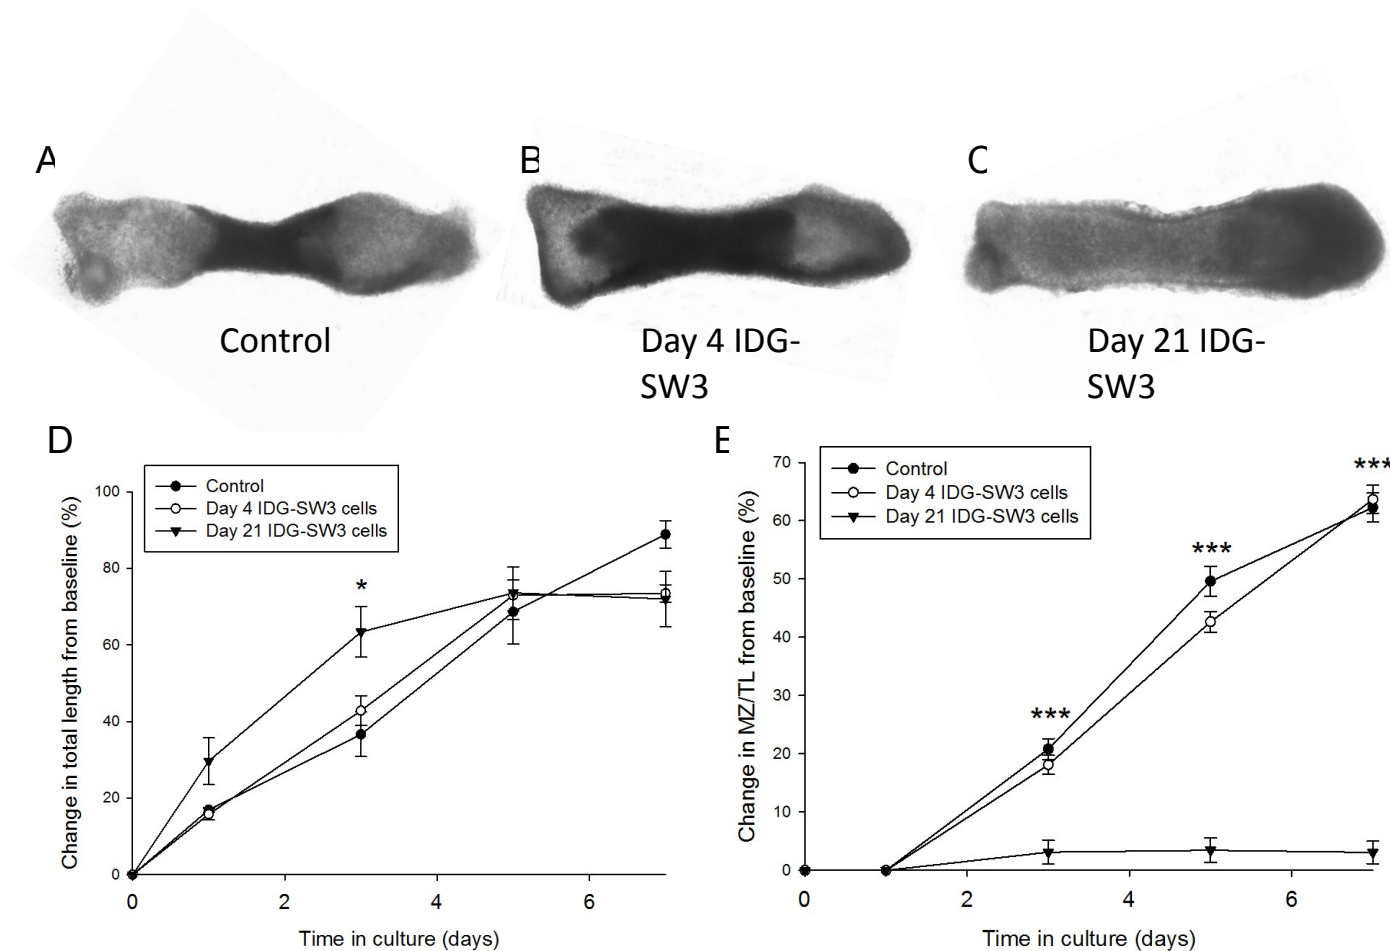 A
B
C
Control
Day 4 IDG-
SW3
Day 21 IDG-
SW3
D
Control
Day 4 IDG-SW3 cells
Day 21 IDG-SW3 cells
*
Change in total length from baseline (%)
100
80
60
40
20
0
0 2 4 6
Time in culture (days)
E
Control
Day 4 IDG-SW3 cells
Day 21 IDG-SW3 cells
***
***
***
Change in MZ/TL from baseline (%)
70
60
50
40
30
20
10
0
0 2 4 6
Time in culture (days)